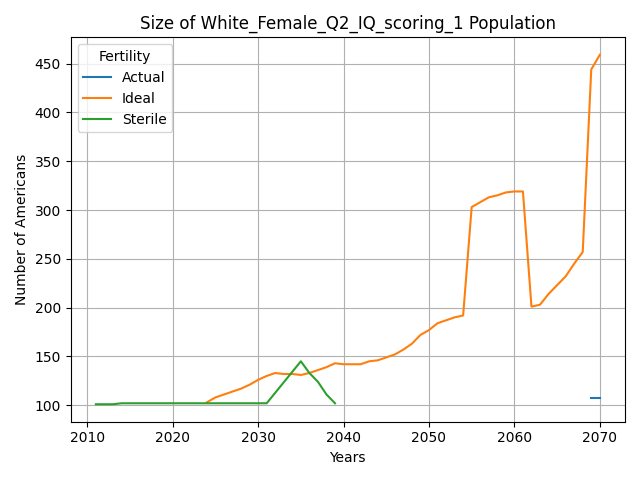 Size of White_Female_Q2_IQ_scoring_1 Population
Fertility
Actual
Ideal
Sterile
Number of Americans
450
400
350
300
250
200
150
100
2010 2020 2030 2040 2050 2060 2070
Years